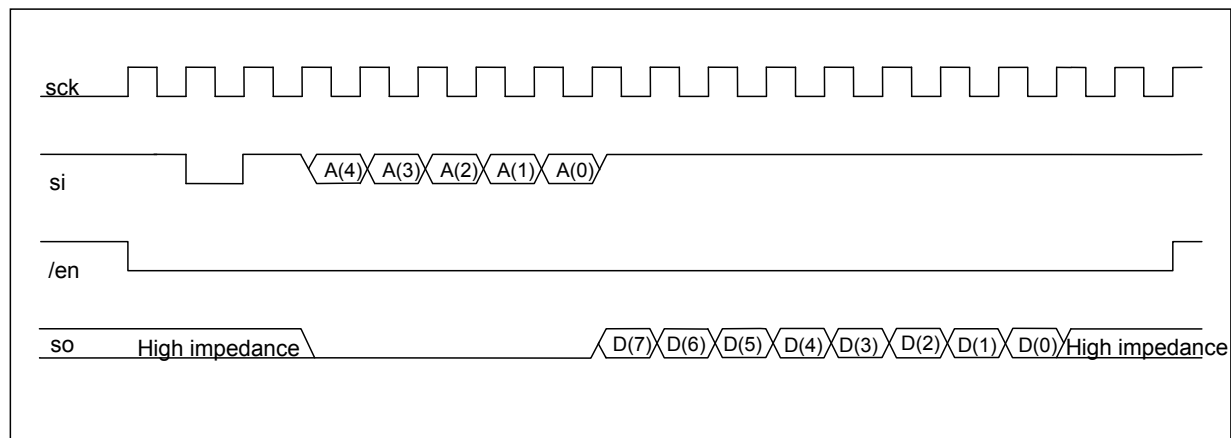 sck
si
A(4) A(3) A(2) A(1) A(0)
/en
so
High impedance
D(7) D(6) D(5) D(4) D(3) D(2) D(1) D(0) High impedance